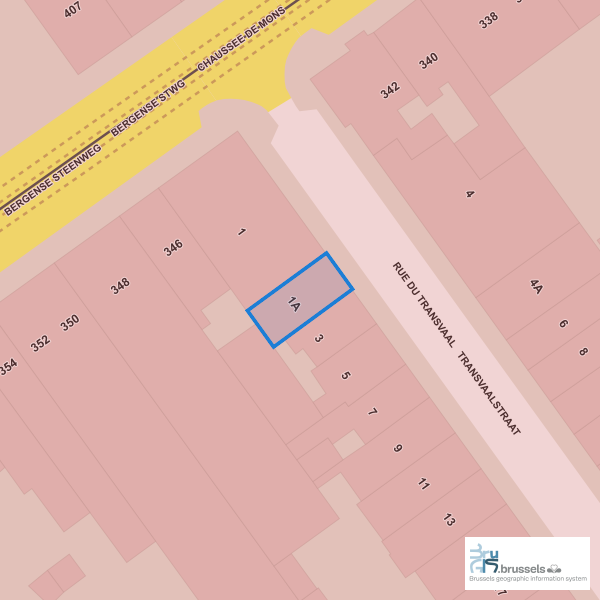 407
CHAUSSEE DE MONS
BERGENSE STWG
BERGENSE STEENWEG
338
340
342
4
1
346
348
350
352
354
1A
3
5
7
9
11
13
4A
6
8
RUE DU TRANSVAAL TRANSVAALSTRAAT
.brussels
Brussels geographic information system